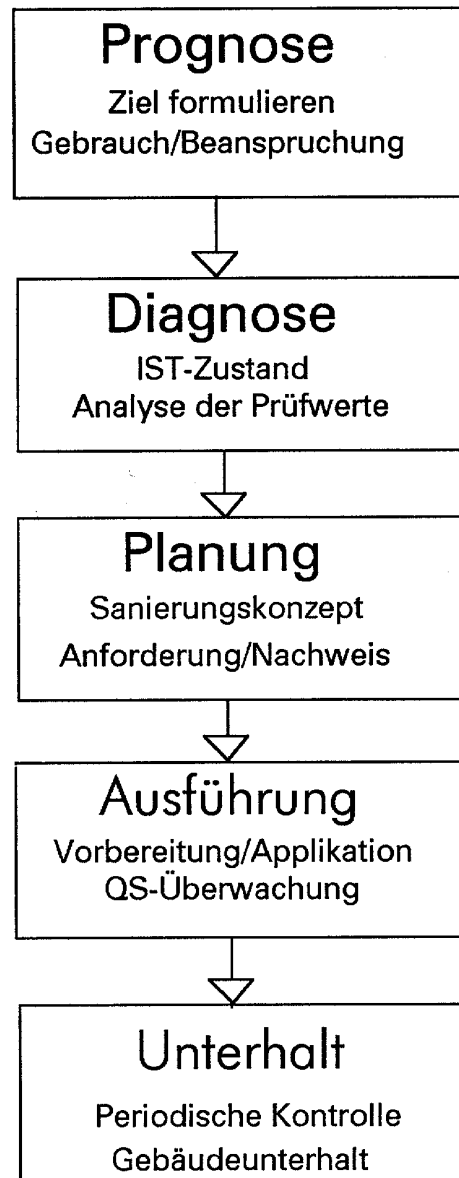 Prognose
Ziel formulieren
Gebrauch/Beanspruchung
Diagnose
IST-Zustand
Analyse der Prüfwerte
Planung
Sanierungskonzept
Anforderung/Nachweis
Ausführung
Vorbereitung/Applikation
QS-Überwachung
Unterhalt
Periodische Kontrolle
Gebäudeunterhalt